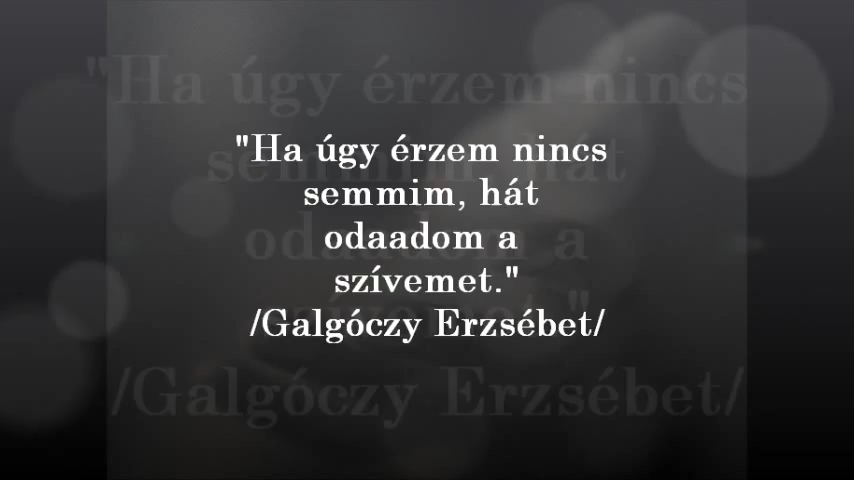 "Ha úgy érzem nincs
semmim, hát
odaadom a
szívemet."
/Galgóczy Erzsébet/